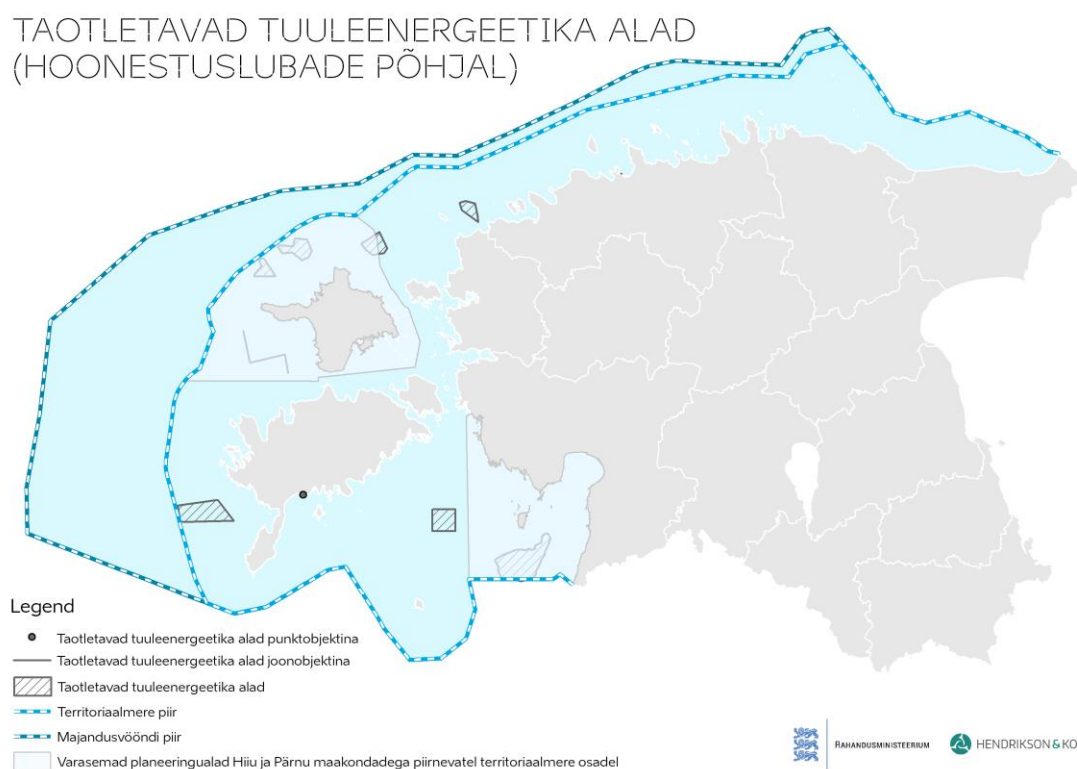 TAOTLETAVAD TUULEENERGEETIKA ALAD
(HOONESTUSLUBADE PÕHJAL)
Legend
Taotletavad tuuleenergeetika alad punktobjektina
Taotletavad tuuleenergeetika alad joonobjektina
Taotletavad tuuleenergeetika alad
Territoriaalmere piir
Majandusvööndi piir
Varasemad planeeringualad Hiiu ja Pärnu maakondadega piirnevatel territoriaalmere osadel
RAHANDUSMINISTEERIUM
HENDRIKSON & KO